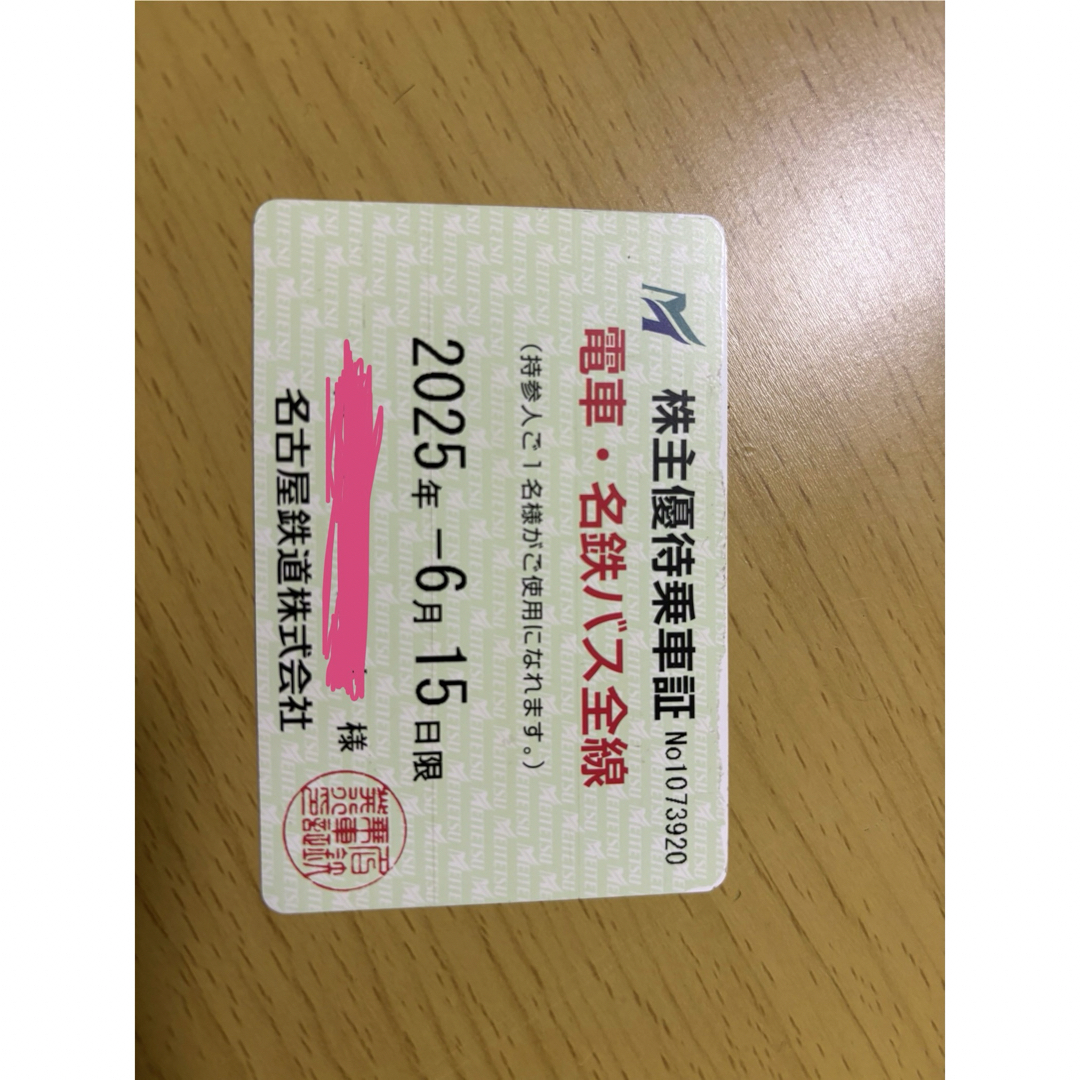 株主優待乗車証 No1073920
電車・名鉄バス全線
(持参人ご1名様がご使用になれます。)
2025年-6月15日限
様
名古屋鉄道株式会社